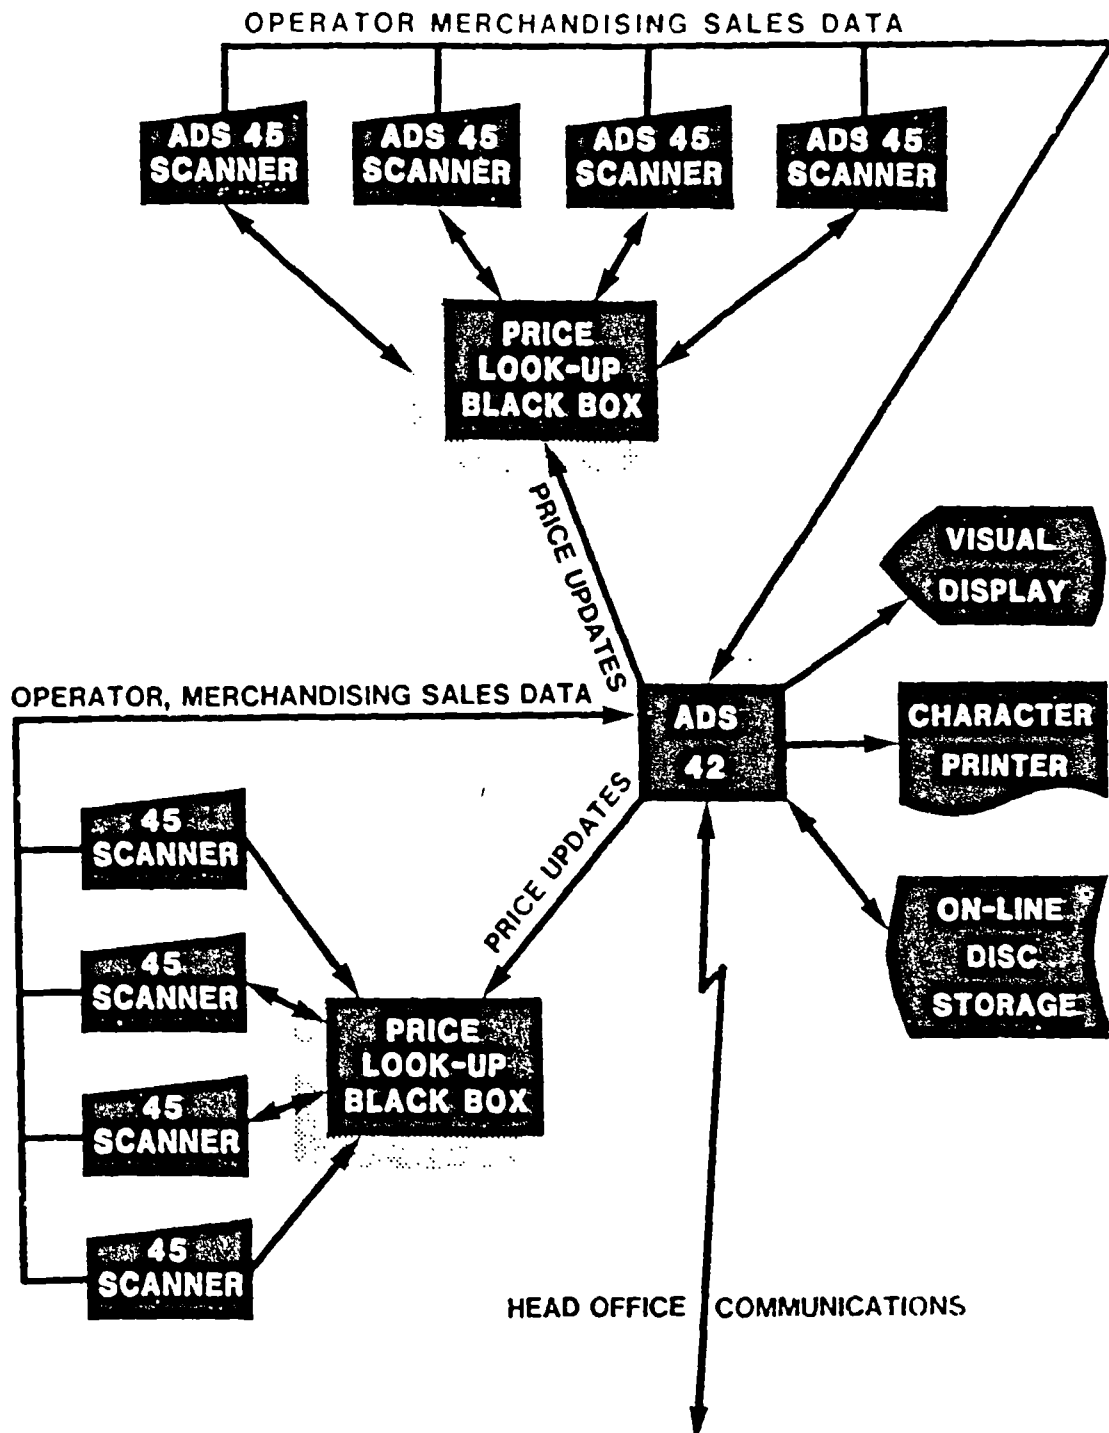 OPERATOR MERCHANDISING SALES DATA
ADS 45
SCANNER
ADS 45
SCANNER
ADS 45
SCANNER
ADS 45
SCANNER
PRICE
LOOK-UP
BLACK BOX
PRICE UPDATES
VISUAL
DISPLAY
OPERATOR, MERCHANDISING SALES DATA
ADS
42
CHARACTER
PRINTER
PRICE UPDATES
ON-LINE
DISC
STORAGE
45
SCANNER
45
SCANNER
45
SCANNER
45
SCANNER
PRICE
LOOK-UP
BLACK BOX
HEAD OFFICE COMMUNICATIONS